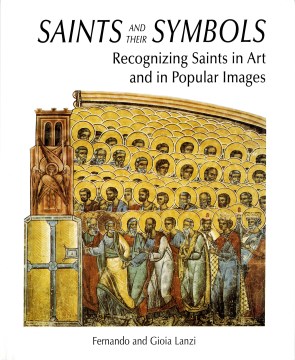 SAINTS AND THEIR SYMBOLS
Recognizing Saints in Art
and in Popular Images
Fernando and Gioia Lanzi